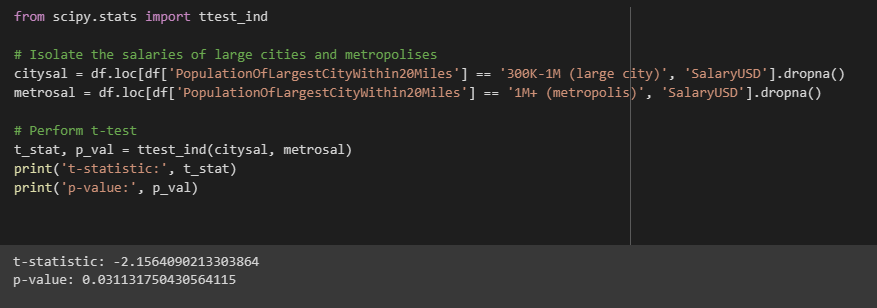 from scipy.stats import ttest_ind
# Isolate the salaries of large cities and metropolises
citysal = df.loc[df['PopulationOfLargestCityWithin20Miles'] == '300K-1M (large city)', 'SalaryUSD'].dropna()
metrosal = df.loc[df['PopulationOfLargestCityWithin20Miles'] == '1M+ (metropolis)', 'SalaryUSD'].dropna()
# Perform t-test
t_stat, p_val = ttest_ind(citysal, metrosal)
print('t-statistic:', t_stat)
print('p-value:', p_val)
t-statistic: -2.1564090213303864
p-value: 0.031131750430564115